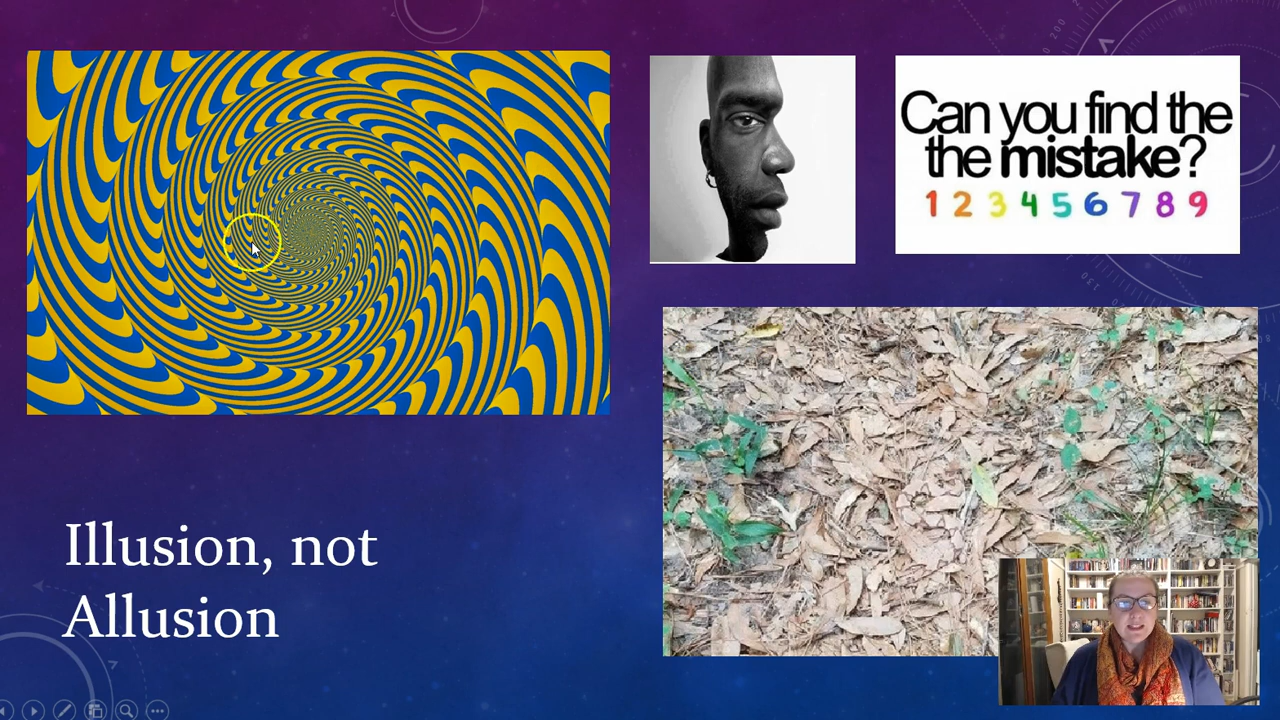 Can you find the
the mistake?
1 2 3 4 5 6 7 8 9
Illusion, not
Allusion